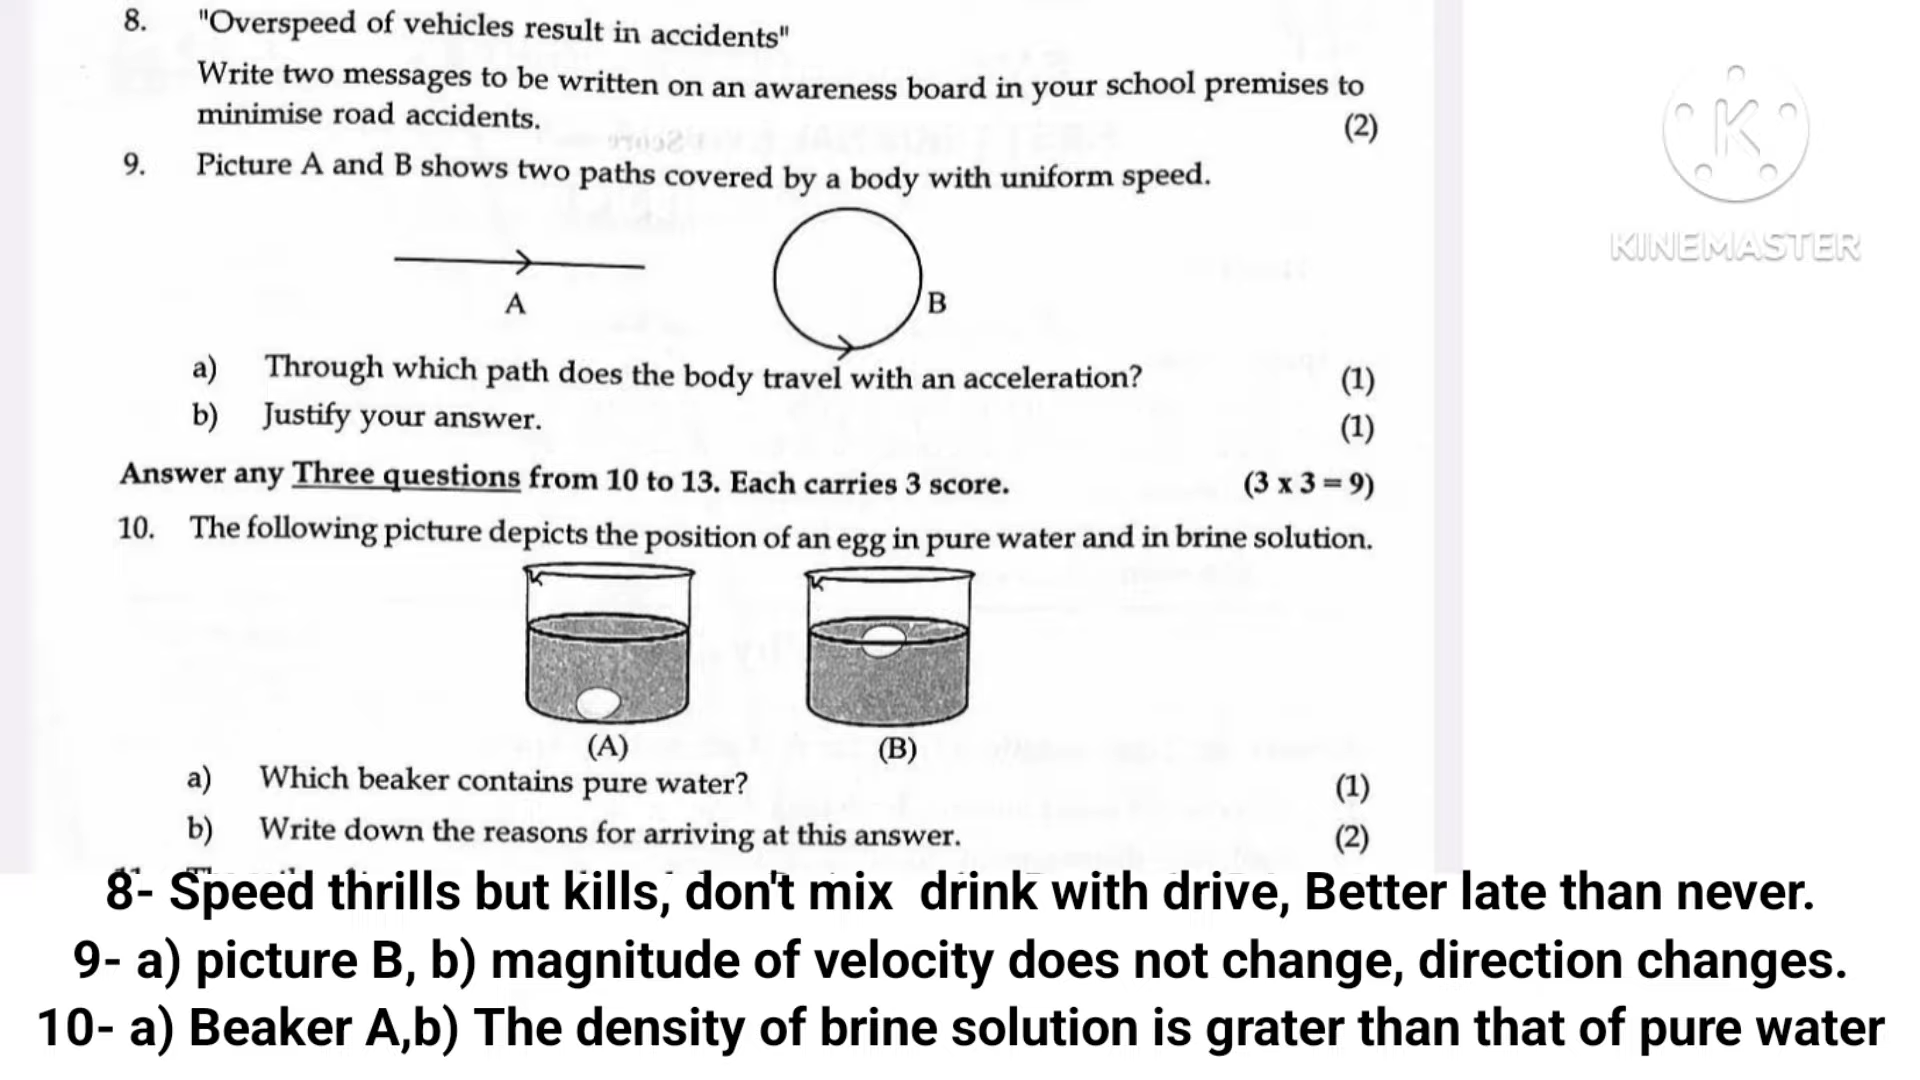 8. "Overspeed of vehicles result in accidents"
Write two messages to be written on an awareness board in your school premises to
minimise road accidents. (2)
9. Picture A and B shows two paths covered by a body with uniform speed.
A
B
a) Through which path does the body travel with an acceleration? (1)
b) Justify your answer. (1)
Answer any Three questions from 10 to 13. Each carries 3 score. (3 x 3 = 9)
10. The following picture depicts the position of an egg in pure water and in brine solution.
(A) (B)
a) Which beaker contains pure water? (1)
b) Write down the reasons for arriving at this answer. (2)
8- Speed thrills but kills, don't mix drink with drive, Better late than never.
9- a) picture B, b) magnitude of velocity does not change, direction changes.
10- a) Beaker A,b) The density of brine solution is grater than that of pure water
K
KINEMASTER